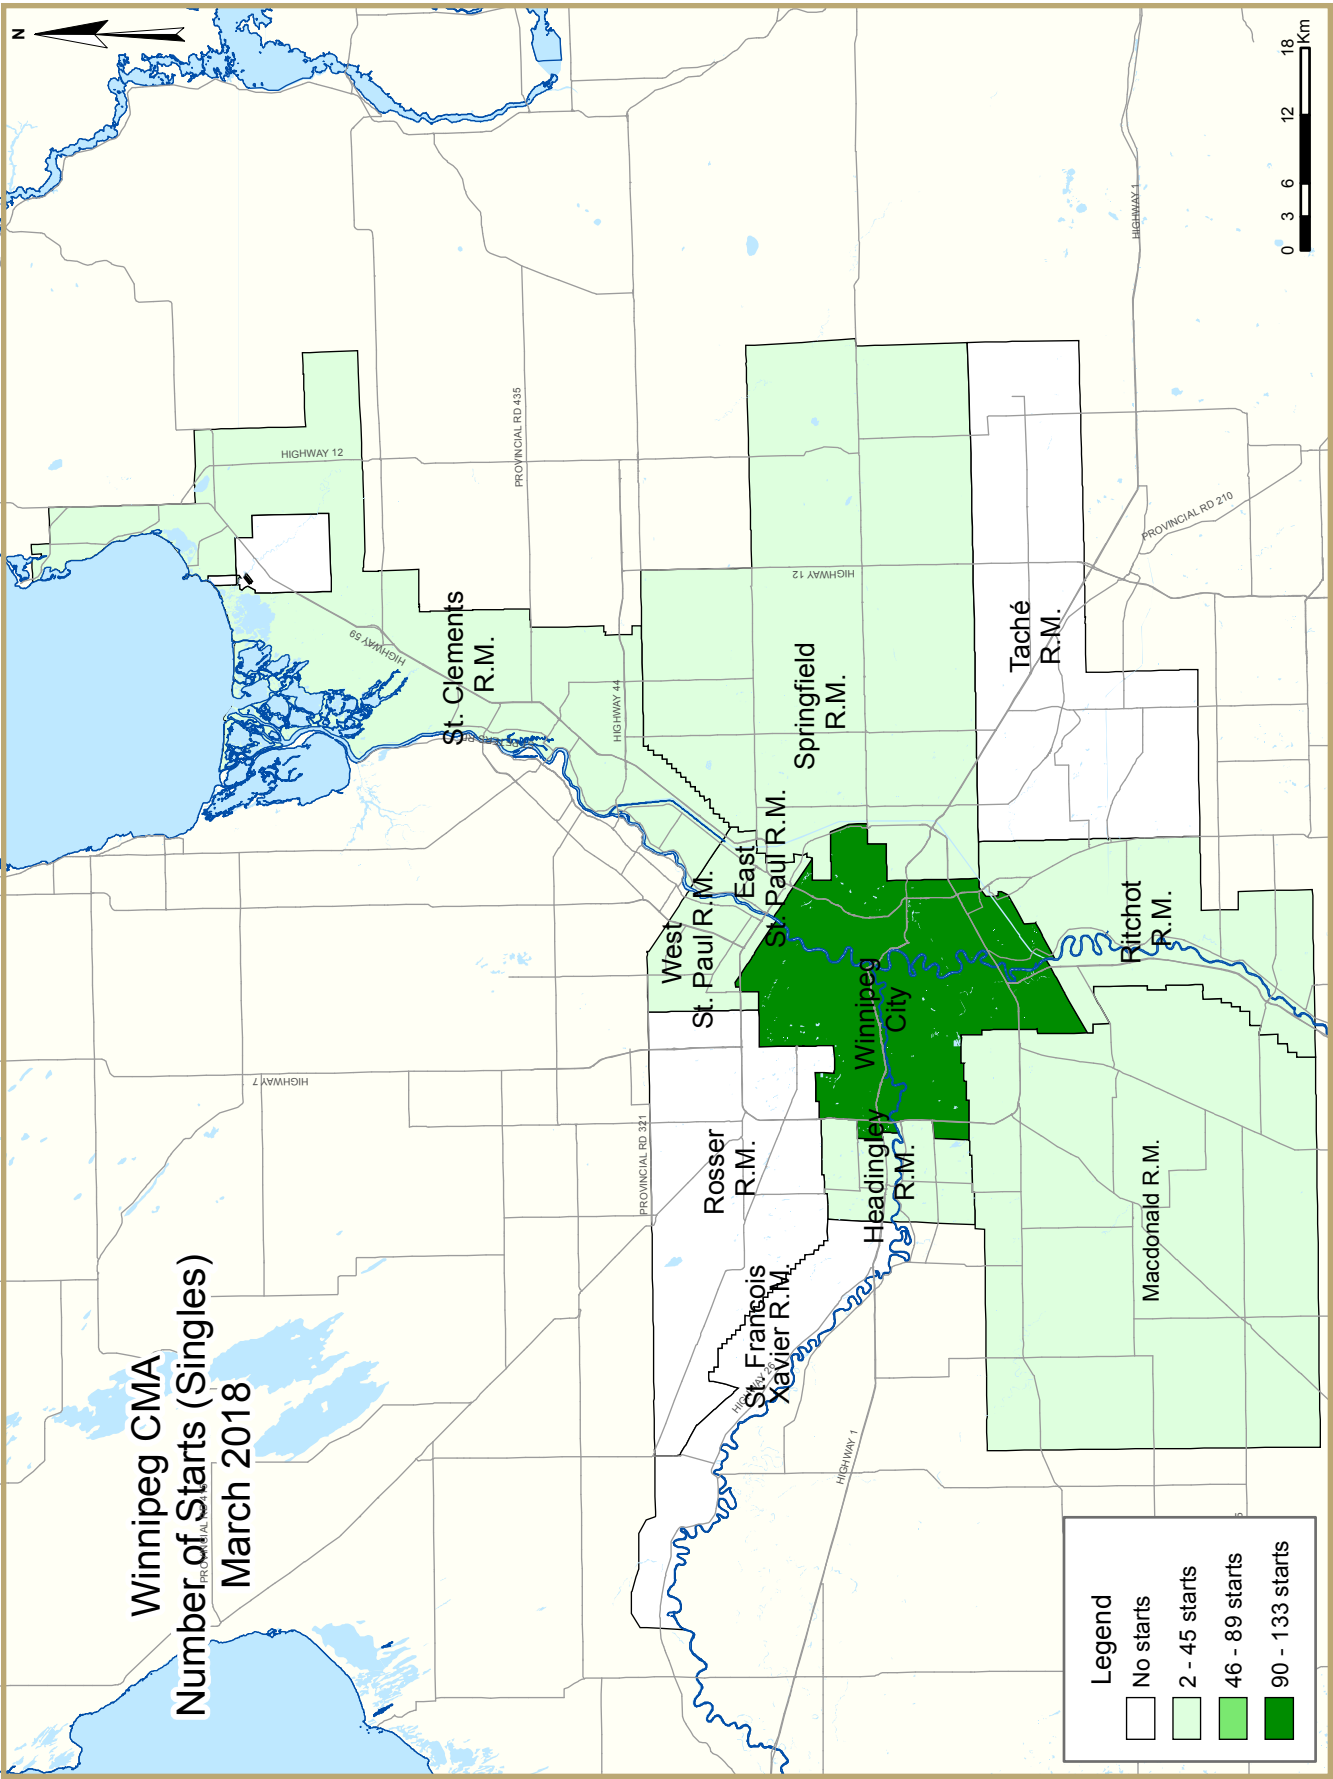 Winnipeg CMA
Number of Starts (Singles)
March 2018
N
HIGHWAY 12
PROVINCIAL RD 435
HIGHWAY 59
St. Clements
R.M.
HIGHWAY 44
HIGHWAY 7
PROVINCIAL RD 321
West
St. Paul R.M.
East
St. Paul R.M.
Springfield
R.M.
HIGHWAY 12
Rosser
R.M.
St. Francois
Xavier R.M.
HIGHWAY 26
Headingley
R.M.
Winnipeg
City
HIGHWAY 1
Taché
R.M.
HIGHWAY 1
PROVINCIAL RD 210
Ritchot
R.M.
Macdonald R.M.
Legend
No starts
2 - 45 starts
46 - 89 starts
90 - 133 starts
0 3 6 12 18
Km